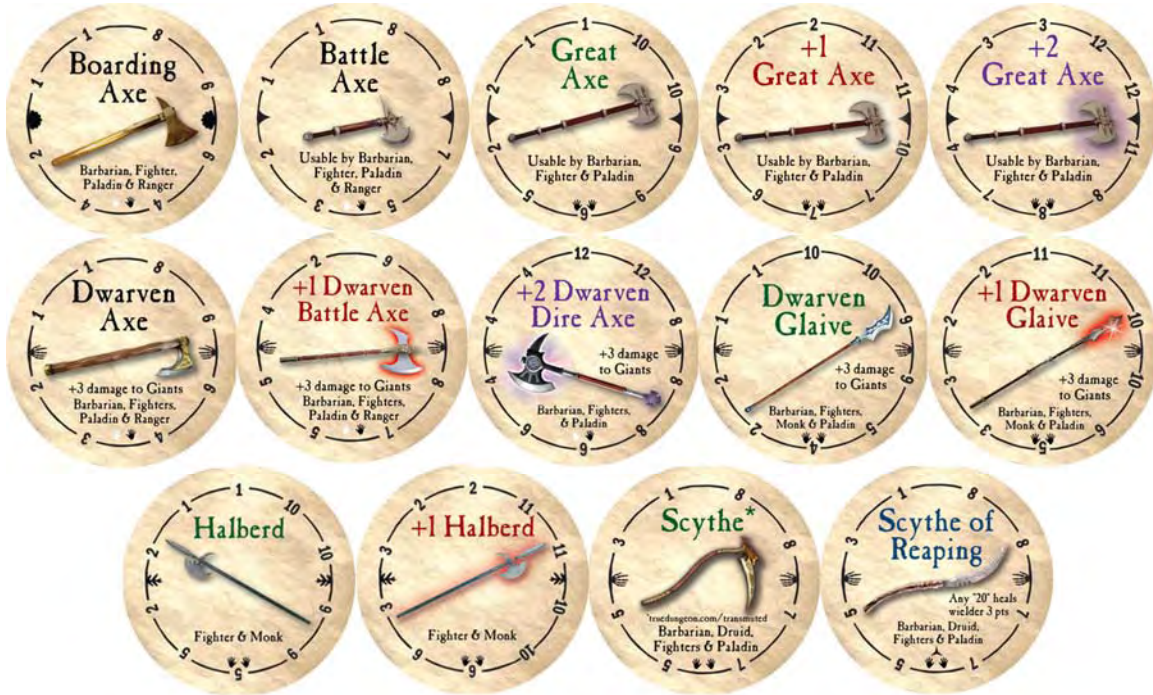 Boarding
Axe
Barbarian, Fighter,
Paladin & Ranger
Battle
Axe
Usable by Barbarian,
Fighter, Paladin
& Ranger
Great
Axe
Usable by Barbarian,
Fighter & Paladin
+1
Great Axe
Usable by Barbarian,
Fighter & Paladin
+2
Great Axe
Usable by Barbarian,
Fighter & Paladin
Dwarven
Axe
+3 damage to Giants
Barbarian, Fighters,
Paladin & Ranger
+1 Dwarven
Battle Axe
+3 damage to Giants
Barbarian, Fighters,
Paladin & Ranger
+2 Dwarven
Dire Axe
+3 damage
to Giants
Barbarian, Fighters,
& Paladin
Dwarven
Glaive
+3 damage
to Giants
Barbarian, Fighters,
Monk & Paladin
+1 Dwarven
Glaive
+3 damage
to Giants
Barbarian, Fighters,
Monk & Paladin
Halberd
Fighter & Monk
+1 Halberd
Fighter & Monk
Scythe*
*truedungeon.com/transmuted
Barbarian, Druid,
Fighters & Paladin
Scythe of
Reaping
Any "20" heals
wielder 3 pts
Barbarian, Druid,
Fighters & Paladin